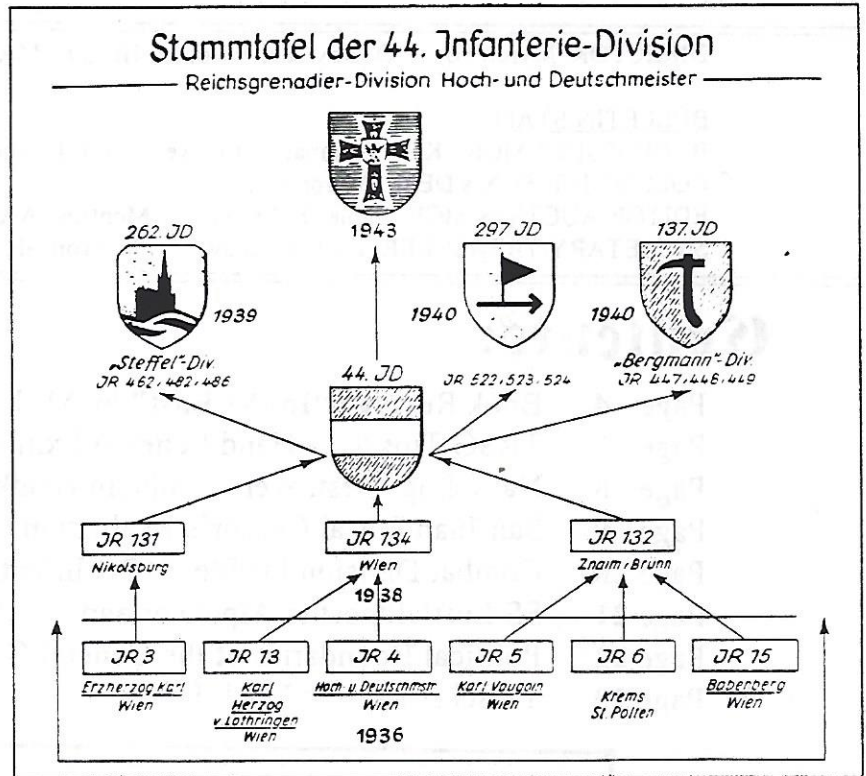 Stammtafel der 44. Infanterie-Division
Reichsgrenadier-Division Hoch- und Deutschmeister
1943
262. JD
297. JD
137. JD
1939
1940
1940
„Steffel"-Div.
JR 462, 482, 486
JR 522, 523, 524
„Bergmann"-Div.
JR 447, 448, 449
44. JD
JR 131
JR 134
JR 132
Nikolsburg
Wien
Znaim, Brunn
1938
JR 3
JR 13
JR 4
JR 5
JR 6
JR 15
Erzherzog Karl
Wien
Karl
Herzog
v. Lothringen
Wien
Hoch- u. Deutschmstr.
Wien
Karl Vaugoin
Wien
Krems
St. Polten
Baberberg
Wien
1936